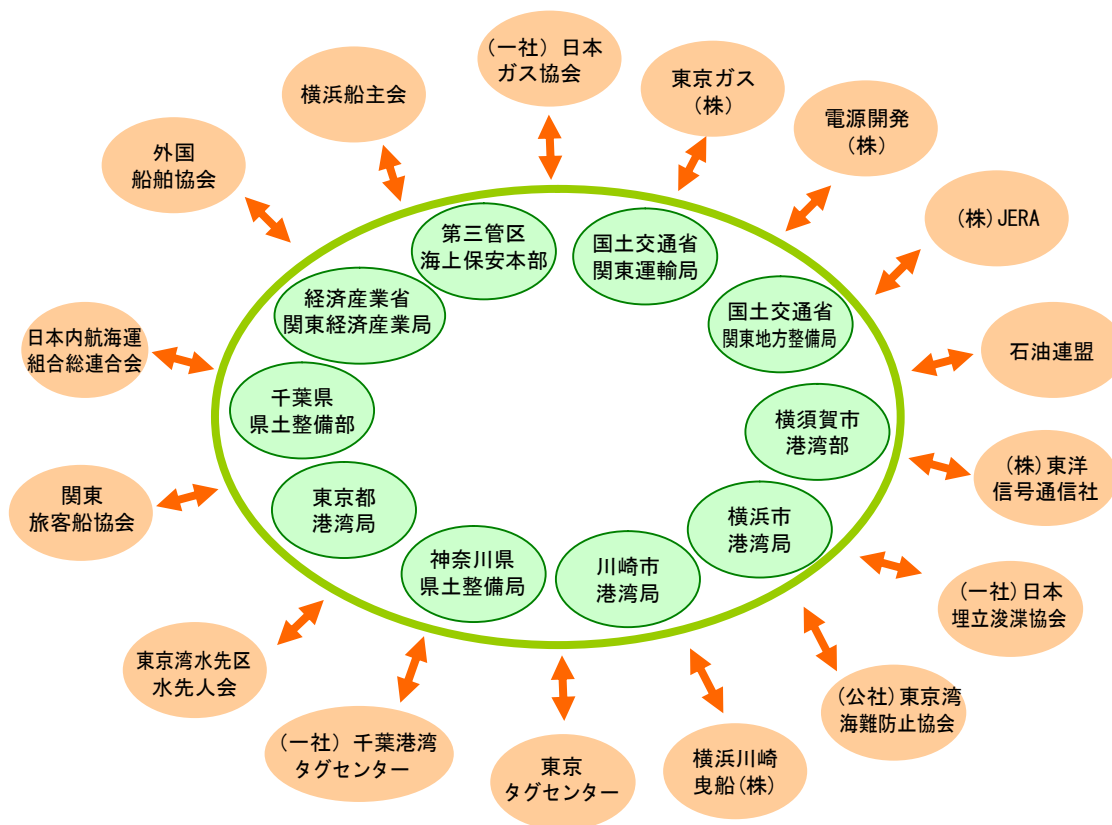 (一社)日本
ガス協会
東京ガス
(株)
電源開発
(株)
(株)JERA
石油連盟
(株)東洋
信号通信社
(一社)日本
埋立浚渫協会
(公社)東京湾
海難防止協会
横浜川崎
曳船(株)
東京
タグセンター
(一社)千葉港湾
タグセンター
東京湾水先区
水先人会
関東
旅客船協会
日本内航海運
組合総連合会
外国
船舶協会
横浜船主会
第三管区
海上保安本部
国土交通省
関東運輸局
国土交通省
関東地方整備局
横須賀市
港湾部
横浜市
港湾局
川崎市
港湾局
神奈川県
県土整備局
東京都
港湾局
千葉県
県土整備部
経済産業省
関東経済産業局